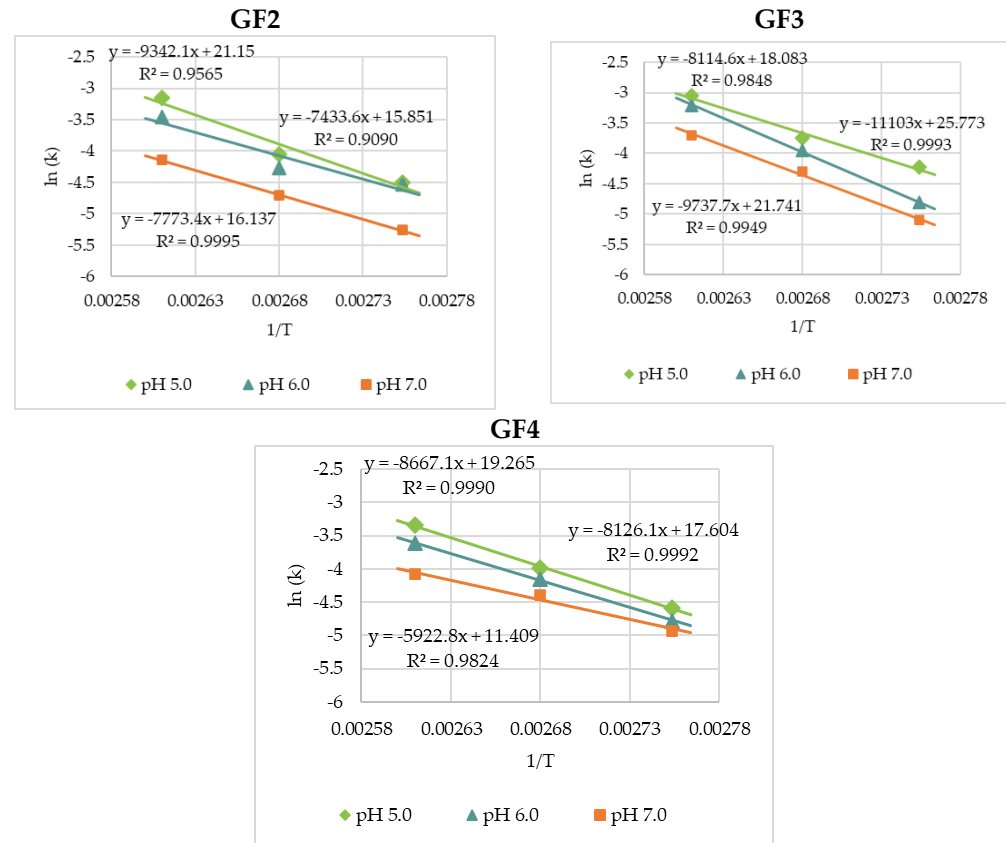 GF2
y = -9342.1x + 21.15
R² = 0.9565
y = -7433.6x + 15.851
R² = 0.9090
y = -7773.4x + 16.137
R² = 0.9995
ln (k)
-2.5
-3
-3.5
-4
-4.5
-5
-5.5
-6
0.00258 0.00263 0.00268 0.00273 0.00278
1/T
pH 5.0 pH 6.0 pH 7.0
GF3
y = -8114.6x + 18.083
R² = 0.9848
y = -11103x + 25.773
R² = 0.9993
y = -9737.7x + 21.741
R² = 0.9949
ln (k)
-2.5
-3
-3.5
-4
-4.5
-5
-5.5
-6
0.00258 0.00263 0.00268 0.00273 0.00278
1/T
pH 5.0 pH 6.0 pH 7.0
GF4
y = -8667.1x + 19.265
R² = 0.9990
y = -8126.1x + 17.604
R² = 0.9992
y = -5922.8x + 11.409
R² = 0.9824
ln (k)
-2.5
-3
-3.5
-4
-4.5
-5
-5.5
-6
0.00258 0.00263 0.00268 0.00273 0.00278
1/T
pH 5.0 pH 6.0 pH 7.0